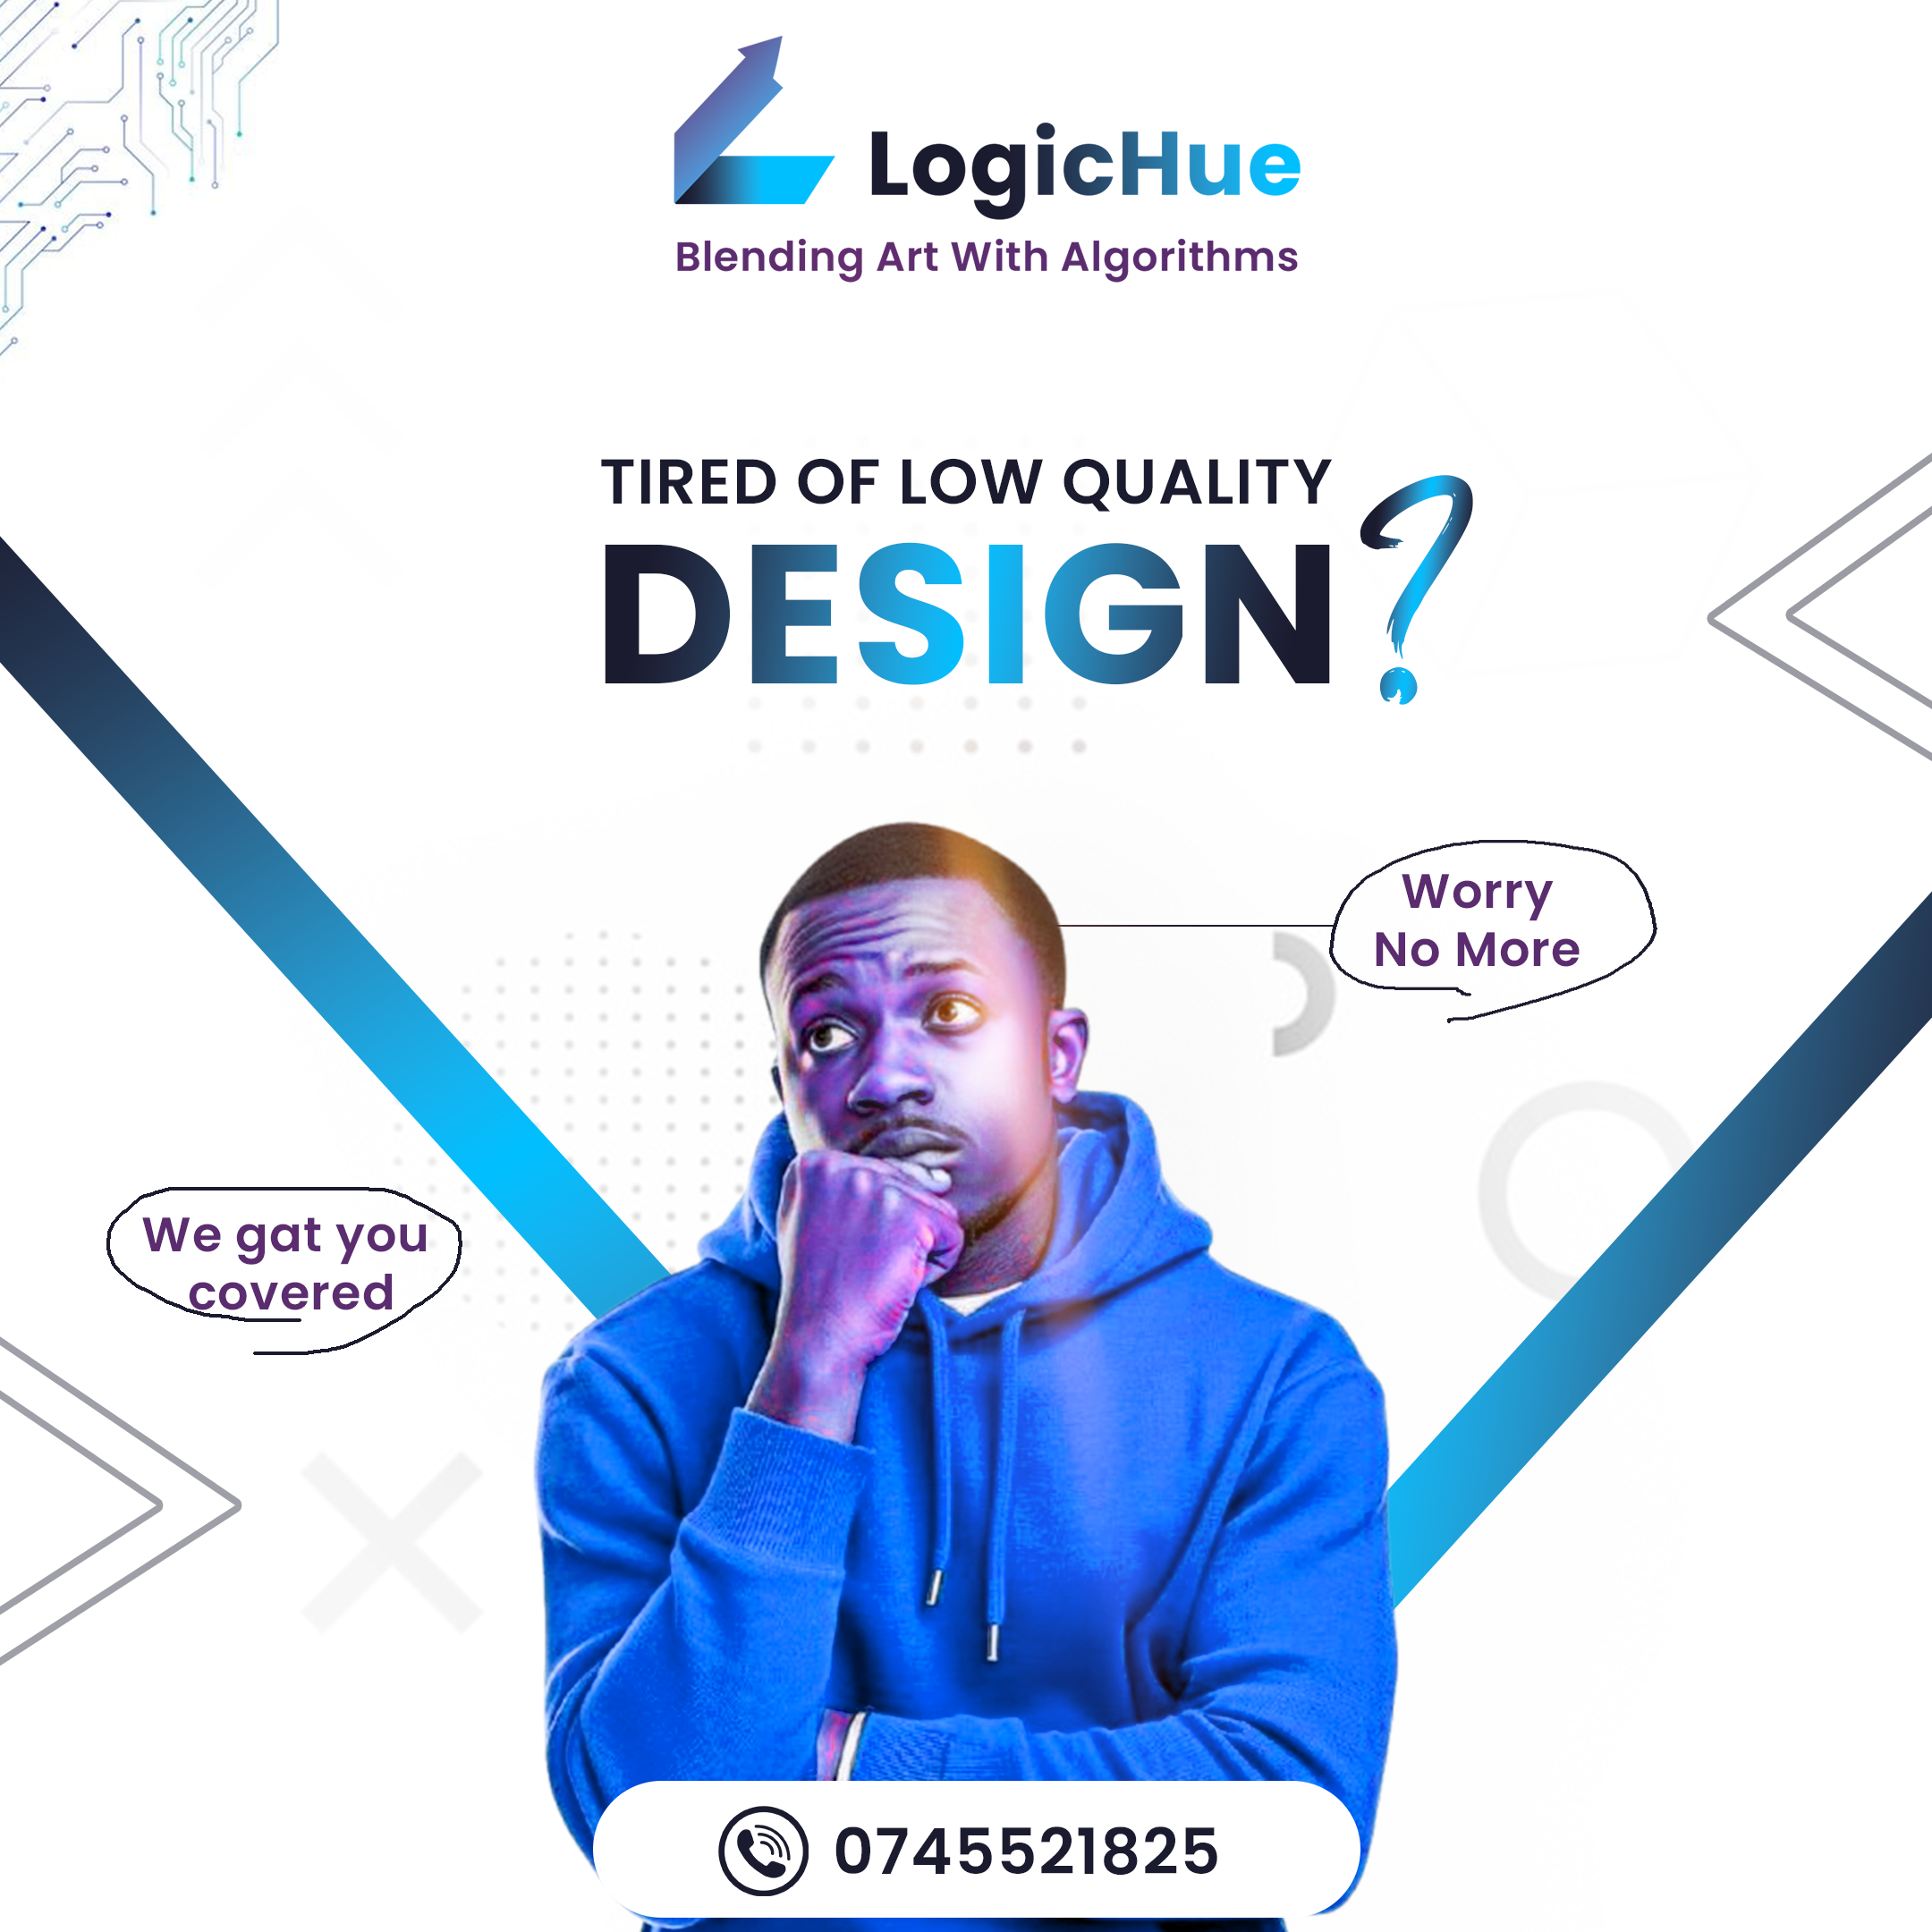 LogicHue
Blending Art With Algorithms
TIRED OF LOW QUALITY
DESIGN?
Worry
No More
We gat you
covered
0745521825